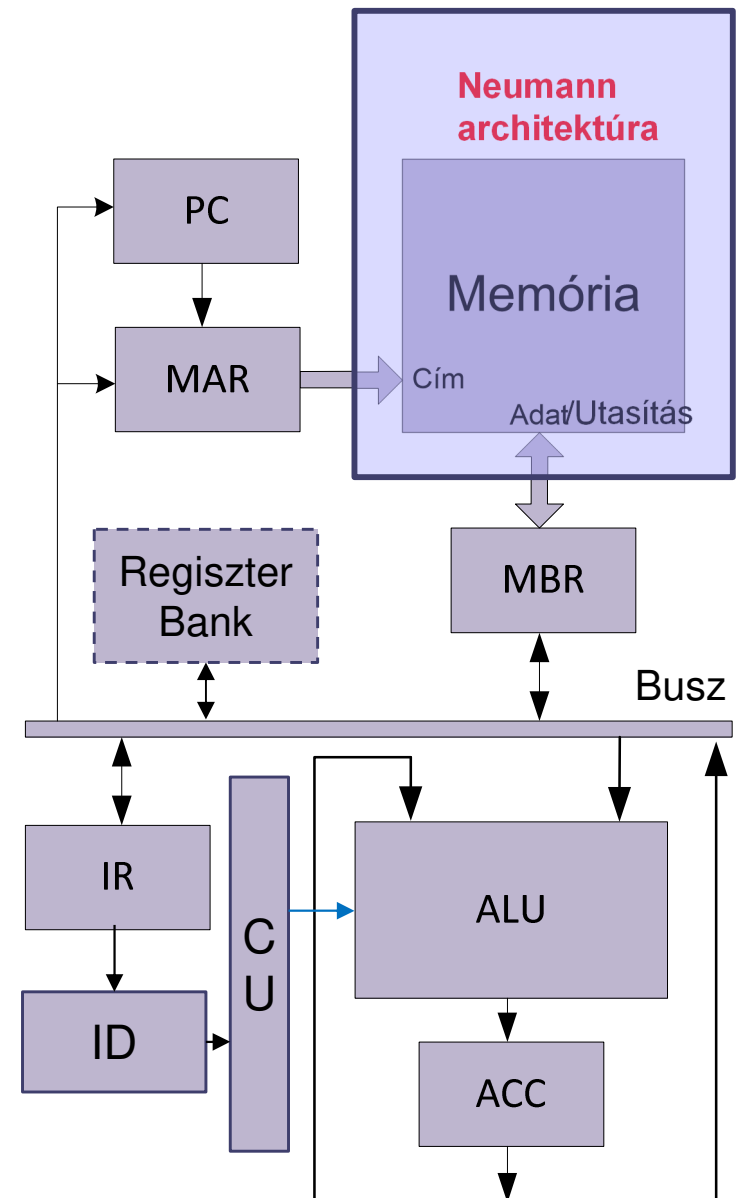 Neumann
architektúra
PC
Memória
MAR
Cím
Adat/Utasítás
Regiszter
Bank
MBR
Busz
IR
C
U
ALU
ID
ACC